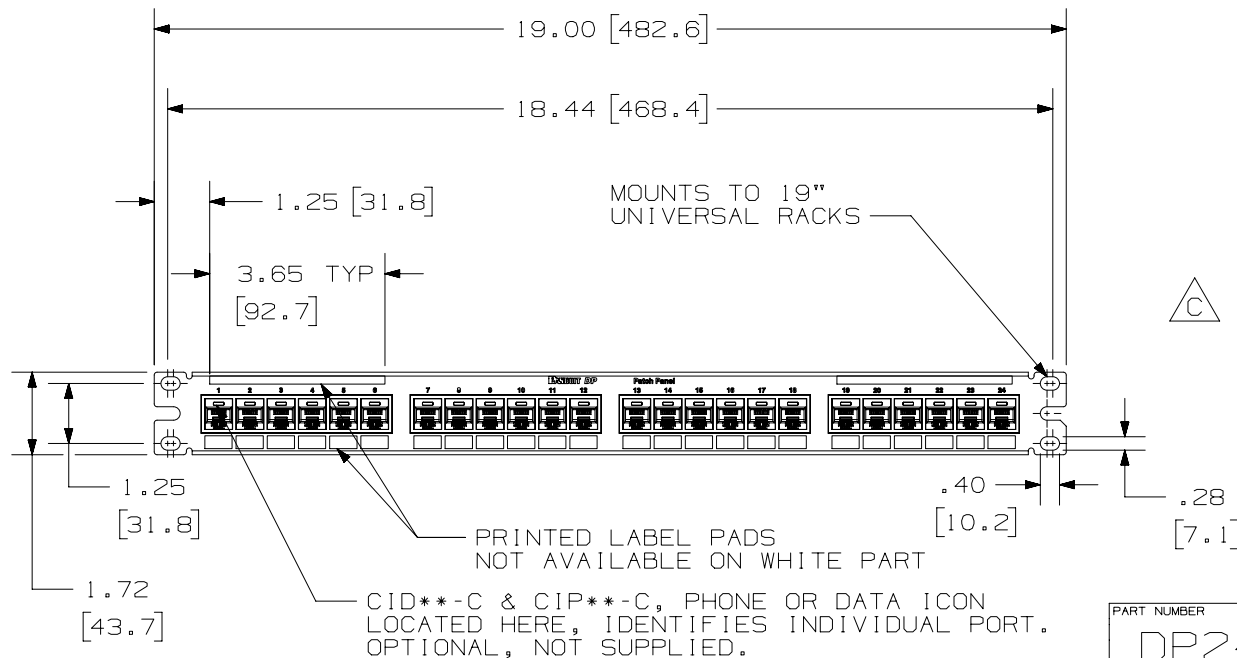 19.00 [482.6]
18.44 [468.4]
1.25 [31.8]
MOUNTS TO 19"
UNIVERSAL RACKS
3.65 TYP
[92.7]
C
DP Patch Panel
1 2 3 4 5 6 7 8 9 10 11 12 13 14 15 16 17 18 19 20 21 22 23 24
1.25
[31.8]
.40
[10.2]
.28
[7.1]
PRINTED LABEL PADS
NOT AVAILABLE ON WHITE PART
1.72
[43.7]
CID**-C & CIP**-C, PHONE OR DATA ICON
LOCATED HERE, IDENTIFIES INDIVIDUAL PORT.
OPTIONAL, NOT SUPPLIED.
PART NUMBER